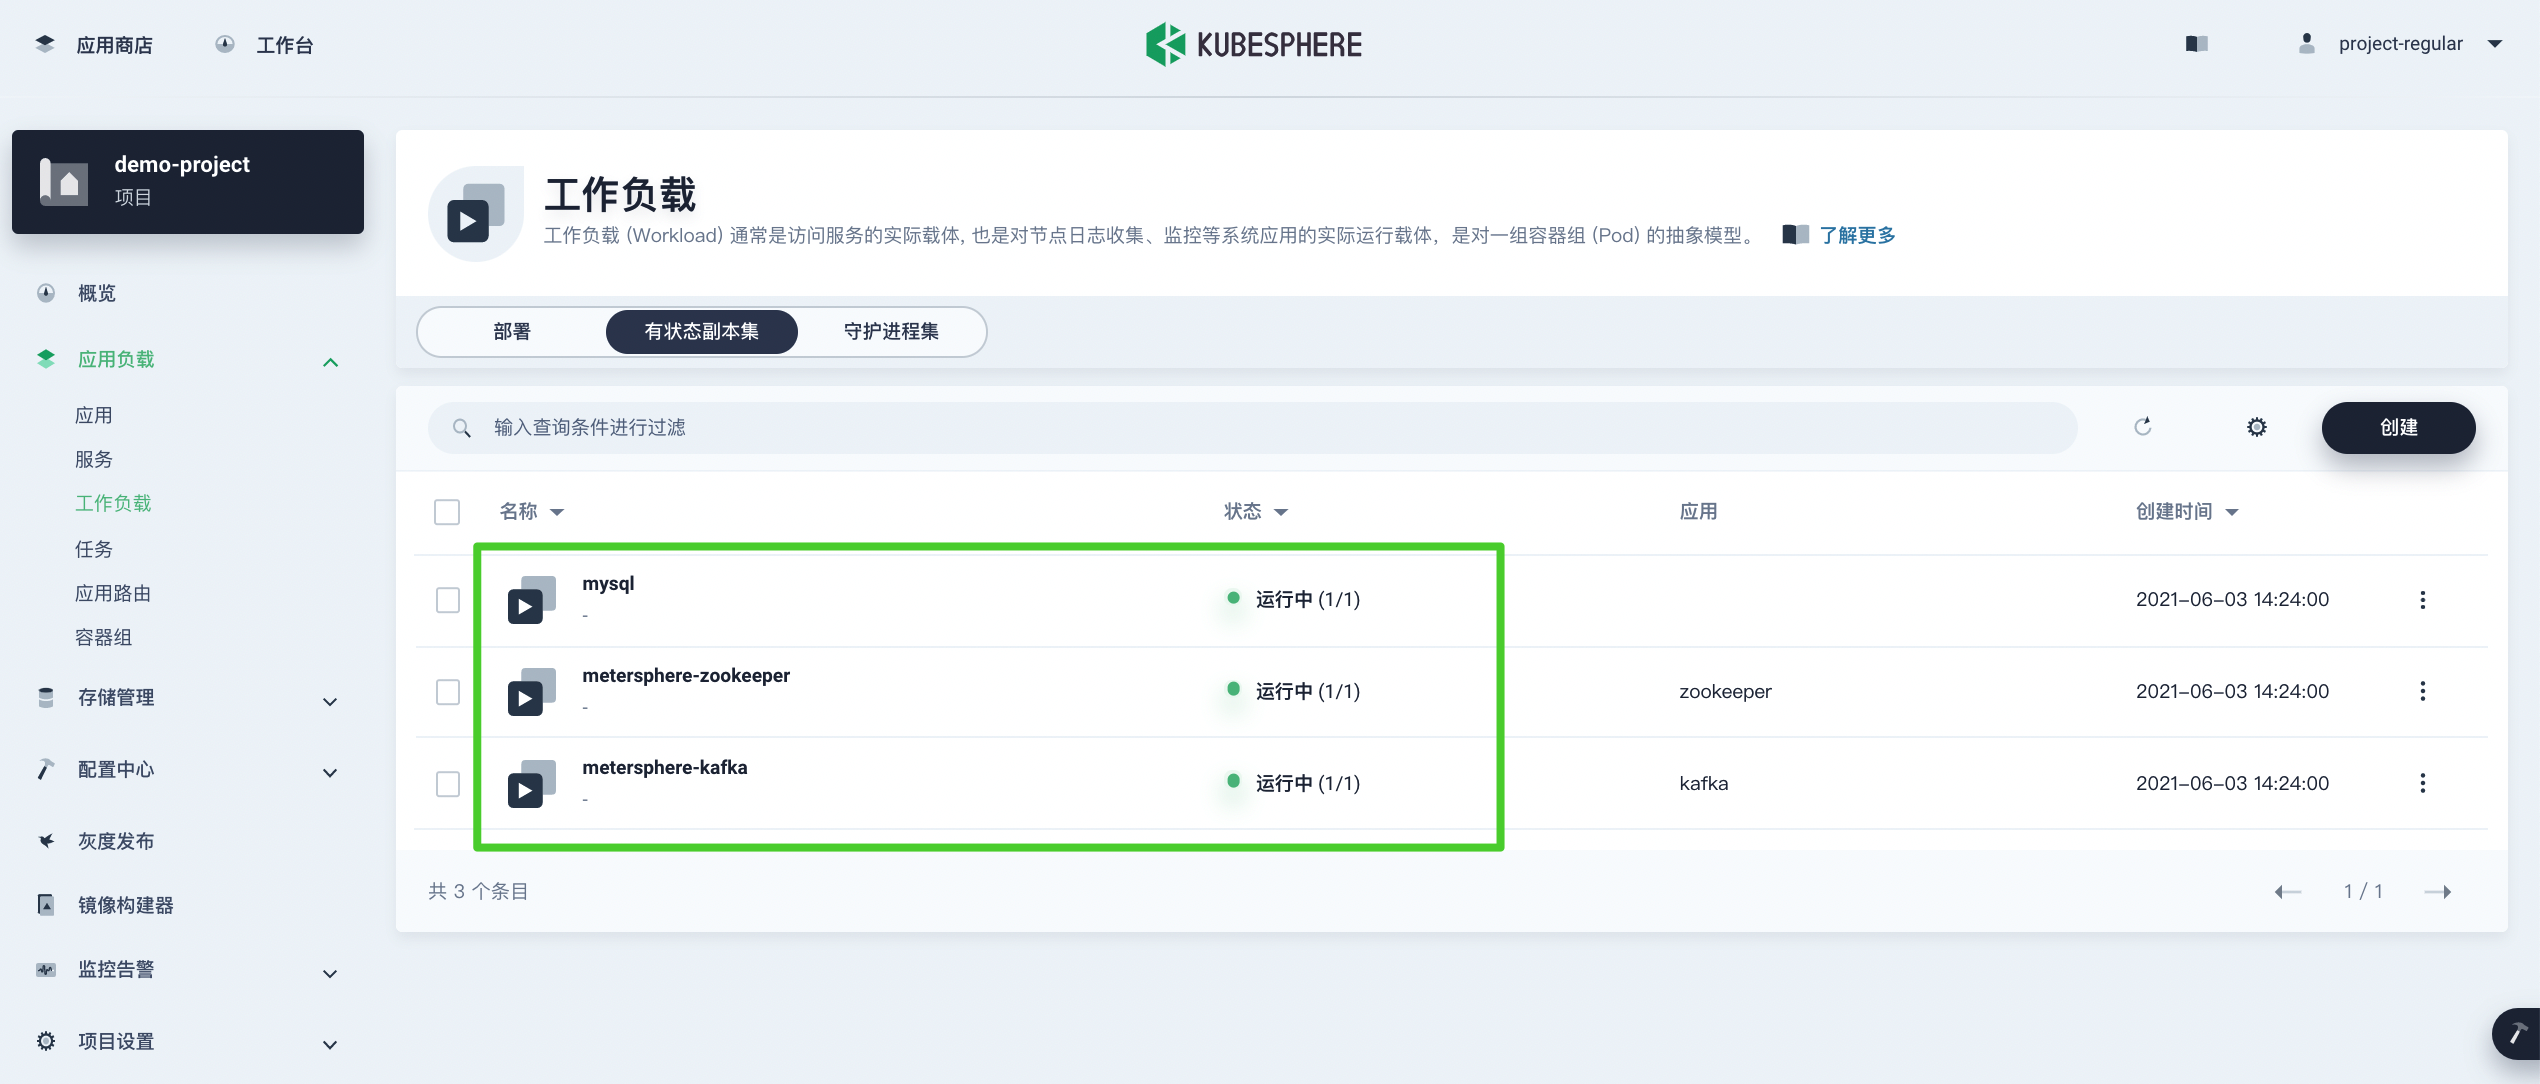 应用商店
工作台
KUBESPHERE
project-regular
demo-project
项目
概览
应用负载
应用
服务
工作负载
任务
应用路由
容器组
存储管理
配置中心
灰度发布
镜像构建器
监控告警
项目设置
工作负载
工作负载 (Workload) 通常是访问服务的实际载体, 也是对节点日志收集、监控等系统应用的实际运行载体，是对一组容器组 (Pod) 的抽象模型。 了解更多
部署 有状态副本集 守护进程集
输入查询条件进行过滤
创建
名称 状态 应用 创建时间
mysql
-
运行中 (1/1)
2021-06-03 14:24:00
metersphere-zookeeper
-
运行中 (1/1)
zookeeper
2021-06-03 14:24:00
metersphere-kafka
-
运行中 (1/1)
kafka
2021-06-03 14:24:00
共 3 个条目
1 / 1